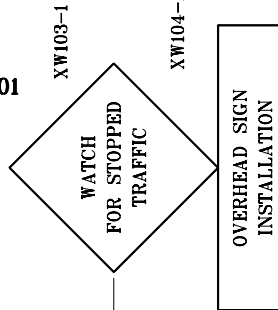 01
XW103-1
WATCH
FOR STOPPED
TRAFFIC
XW104-
OVERHEAD SIGN
INSTALLATION